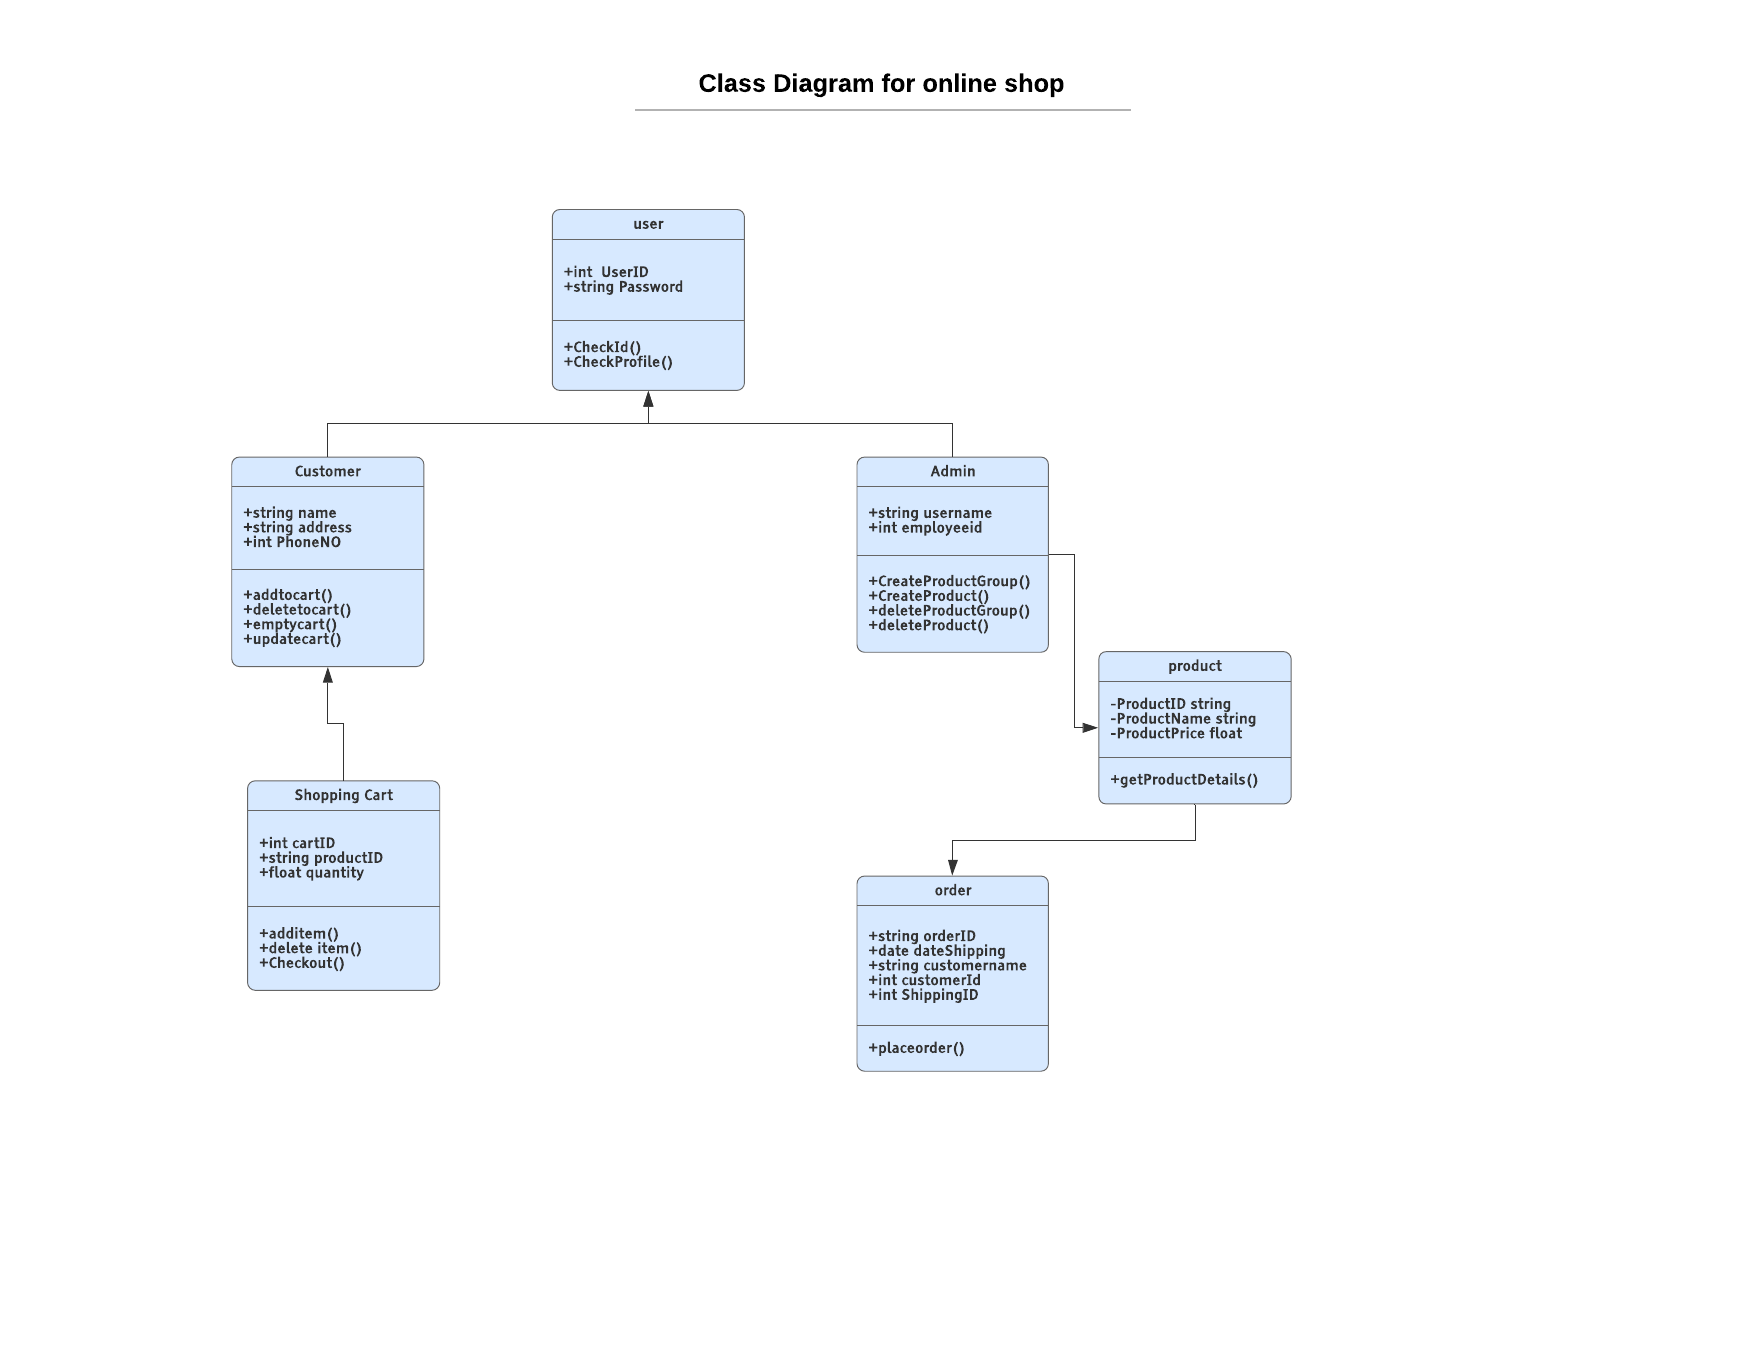 Class Diagram for online shop
user
+int  UserID
+string Password
+CheckId()
+CheckProfile()
Customer
+string name
+string address
+int PhoneNO
+addtocart()
+deletetocart()
+emptycart()
+updatecart()
Admin
+string username
+int employeeid
+CreateProductGroup()
+CreateProduct()
+deleteProductGroup()
+deleteProduct()
product
-ProductID string
-ProductName string
-ProductPrice float
+getProductDetails()
Shopping Cart
+int cartID
+string productID
+float quantity
+additem()
+delete item()
+Checkout()
order
+string orderID
+date dateShipping
+string customername
+int customerId
+int ShippingID
+placeorder()